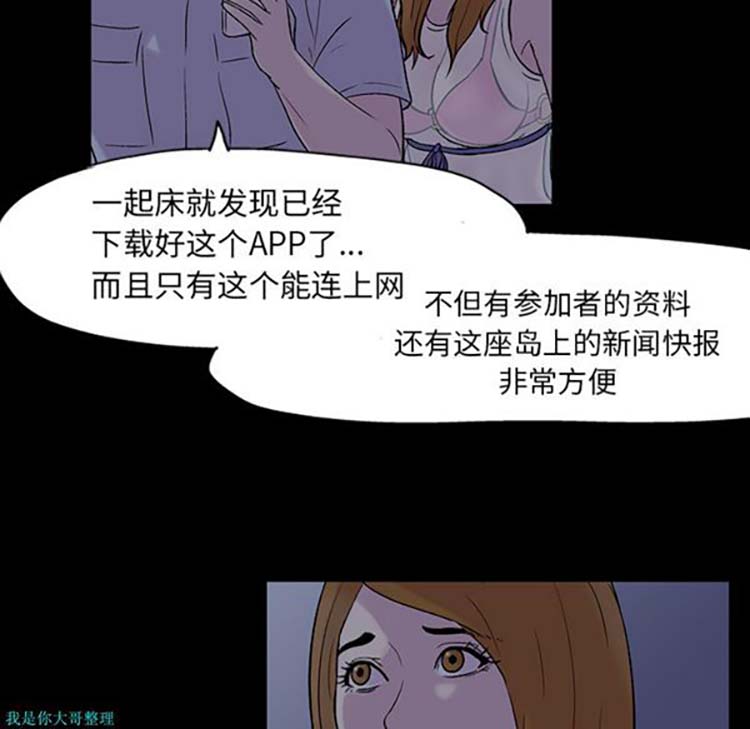 一起床就发现已经
下载好这个APP了...
而且只有这个能连上网
不但有参加者的资料
还有这座岛上的新闻快报
非常方便
我是你大哥整理